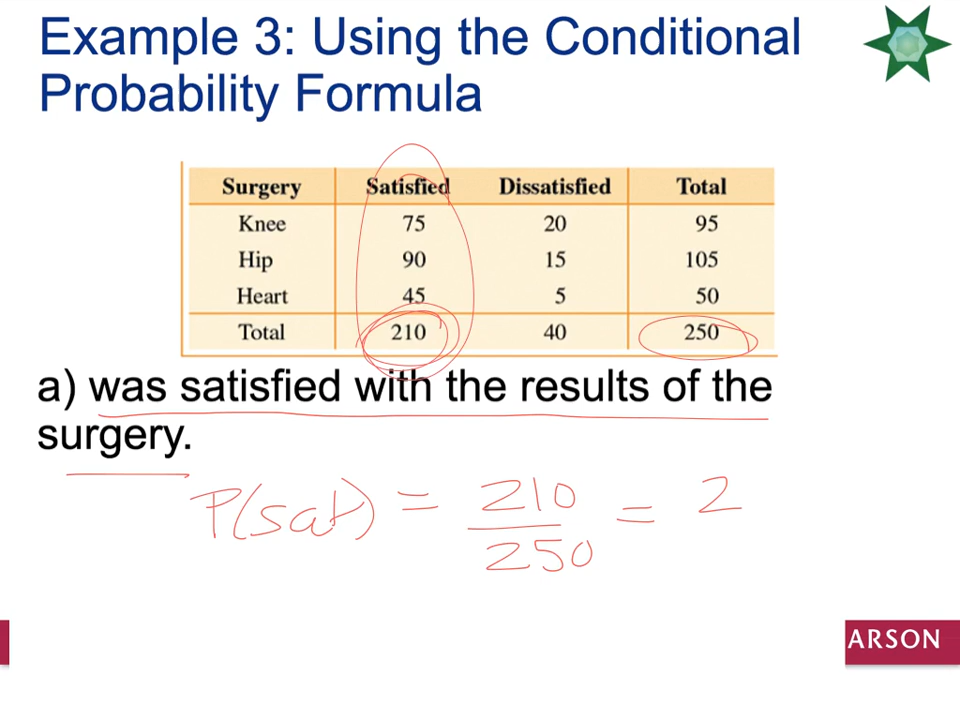 Example 3: Using the Conditional
Probability Formula
Surgery Satisfied Dissatisfied Total
Knee 75 20 95
Hip 90 15 105
Heart 45 5 50
Total 210 40 250
a) was satisfied with the results of the
surgery.
P(sat) = 210/250 = 2
ARSON